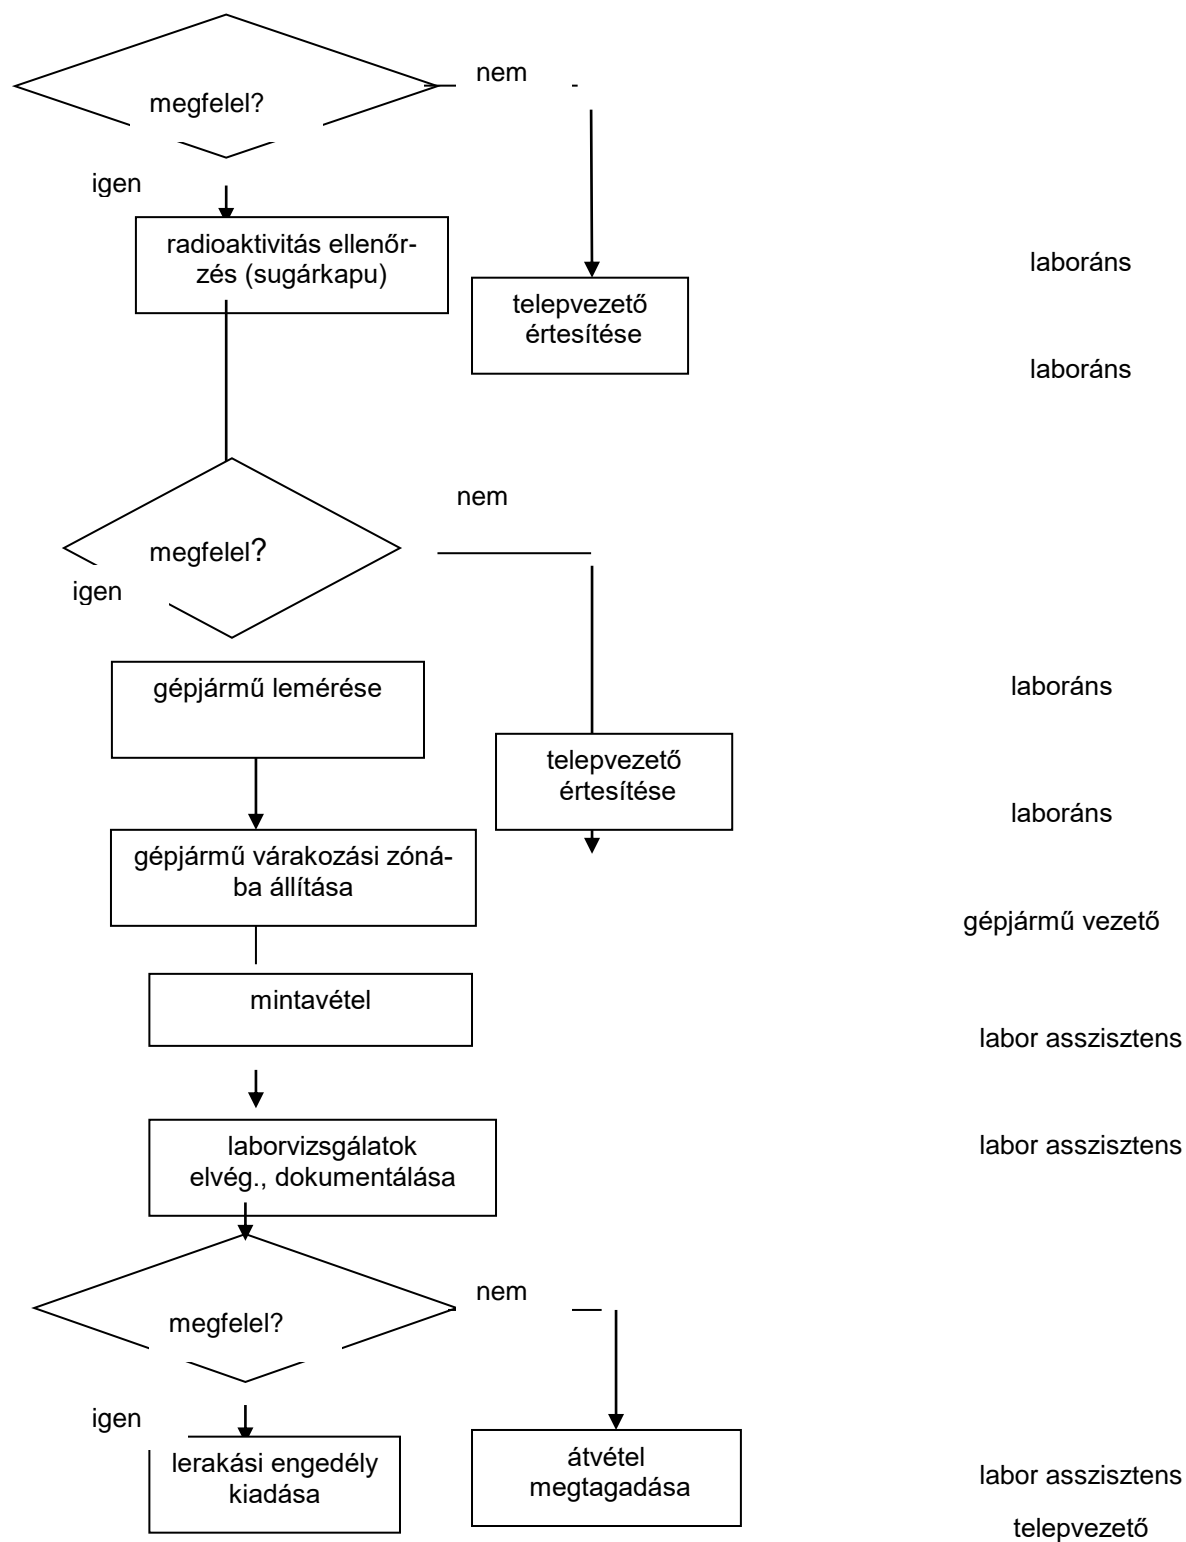 nem
megfelel?
igen
radioaktivitás ellenőr-
zés (sugárkapu)
laboráns
telepvezető
értesítése
laboráns
nem
megfelel?
igen
gépjármű lemérése
laboráns
telepvezető
értesítése
laboráns
gépjármű várakozási zóná-
ba állítása
gépjármű vezető
mintavétel
labor asszisztens
laborvizsgálatok
elvég., dokumentálása
labor asszisztens
nem
megfelel?
igen
lerakási engedély
kiadása
átvétel
megtagadása
labor asszisztens
telepvezető